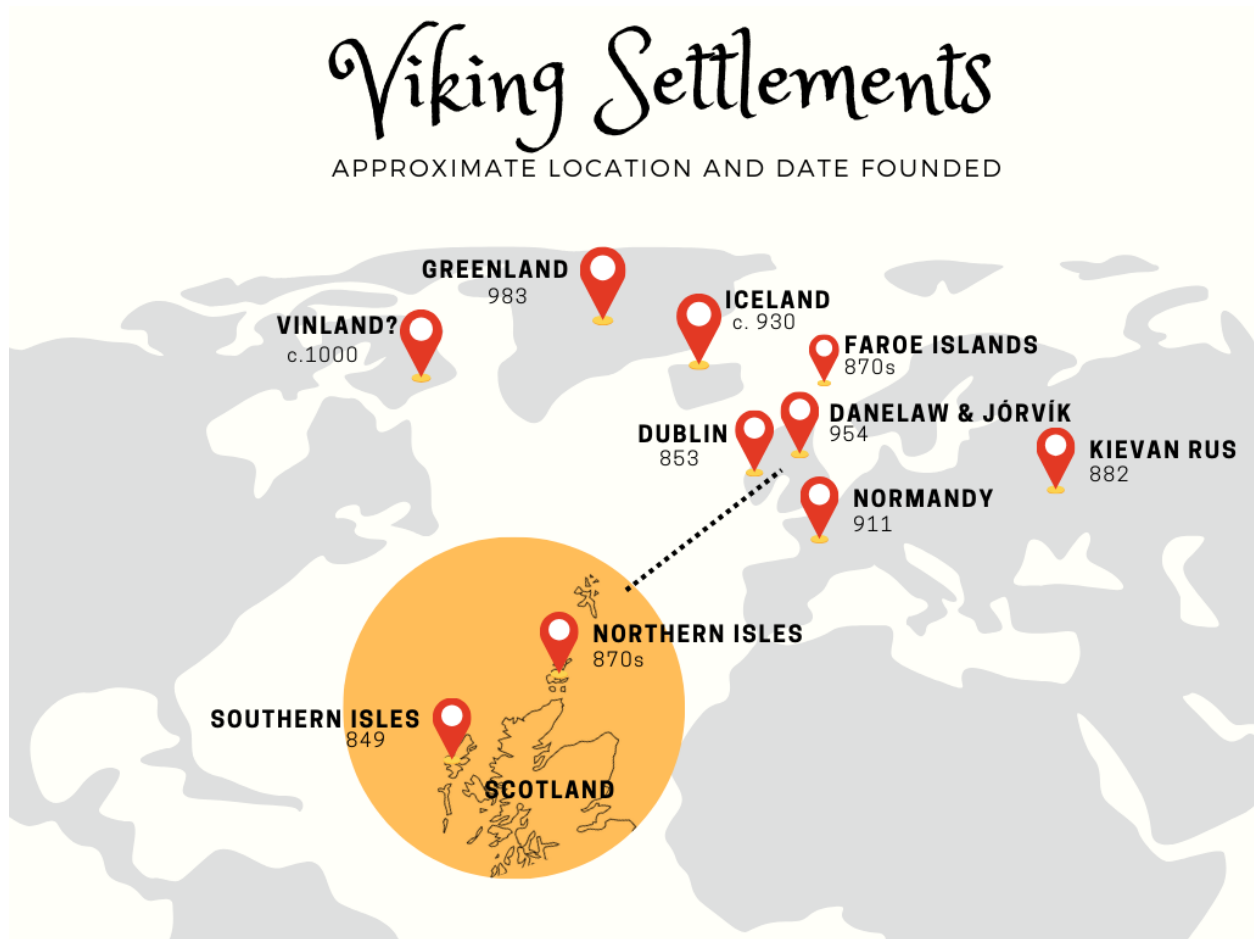 Viking Settlements
APPROXIMATE LOCATION AND DATE FOUNDED
GREENLAND
983
ICELAND
c. 930
VINLAND?
c.1000
FAROE ISLANDS
870s
DANELAW & JÓRVÍK
954
DUBLIN
853
KIEVAN RUS
882
NORMANDY
911
NORTHERN ISLES
870s
SOUTHERN ISLES
849
SCOTLAND